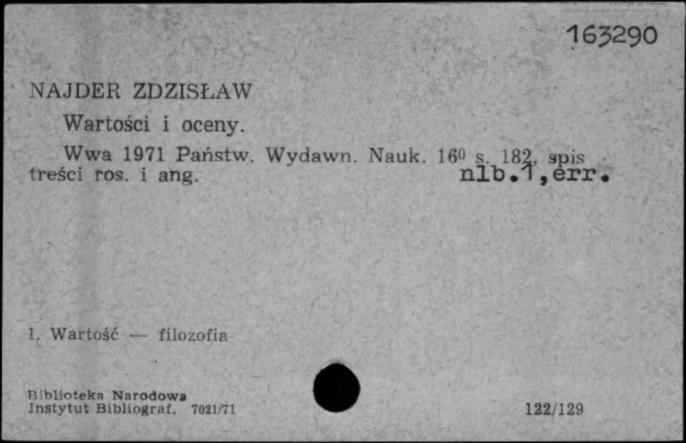 163290
NAJDER ZDZISŁAW
Wartości i oceny.
Wwa 1971 Państw. Wydawn. Nauk. 16⁰ s. 182, spis
treści ros. i ang. nlb.1,err.
1. Wartość — filozofia
Biblioteka Narodowa
Instytut Bibliograf. 7021/71
122/129